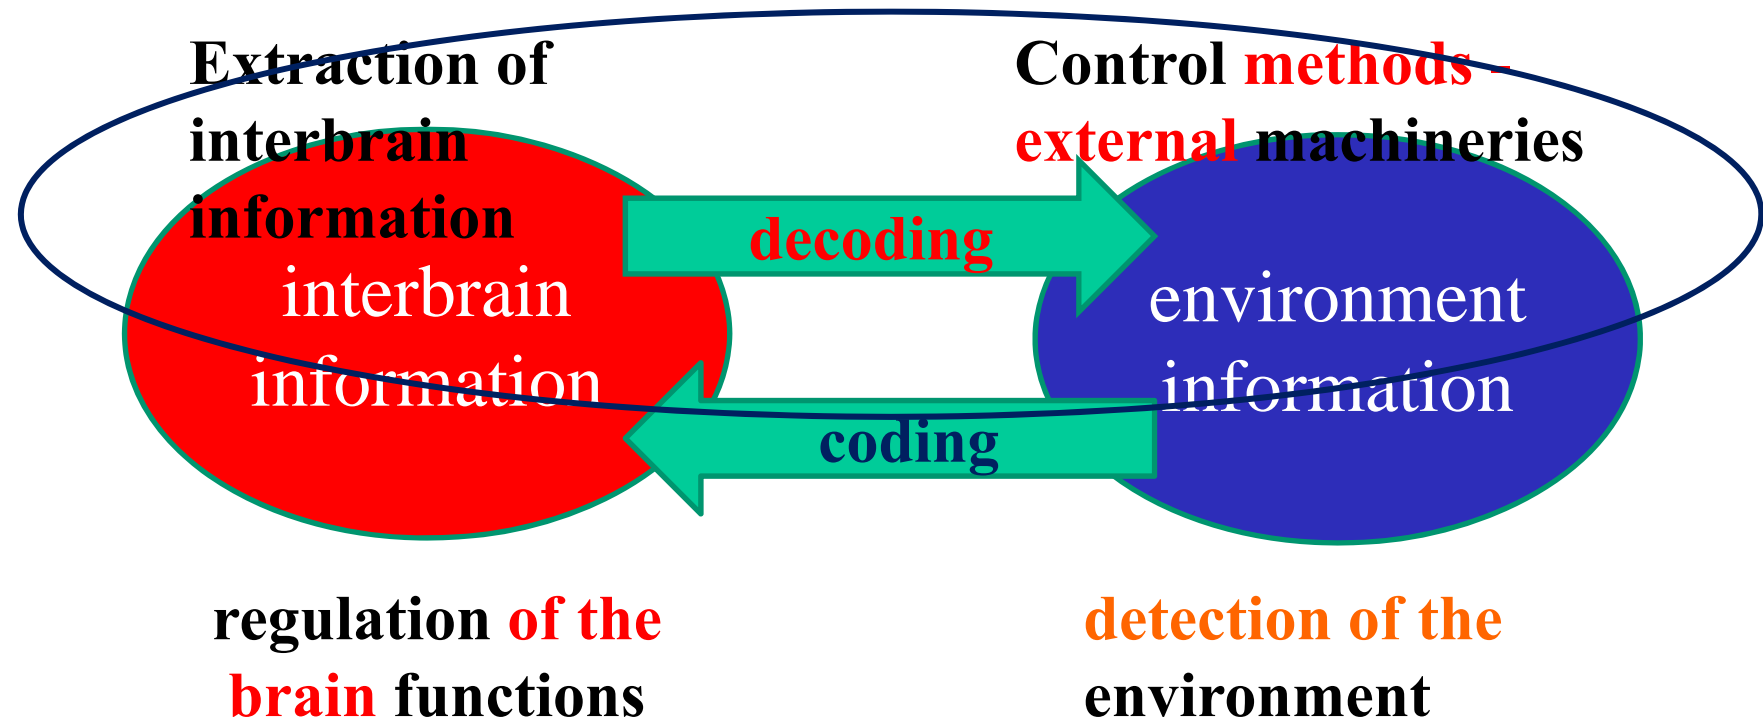 Extraction of
interbrain
information
Control methods -
external machineries
decoding
interbrain
information
environment
information
coding
regulation of the
brain functions
detection of the
environment